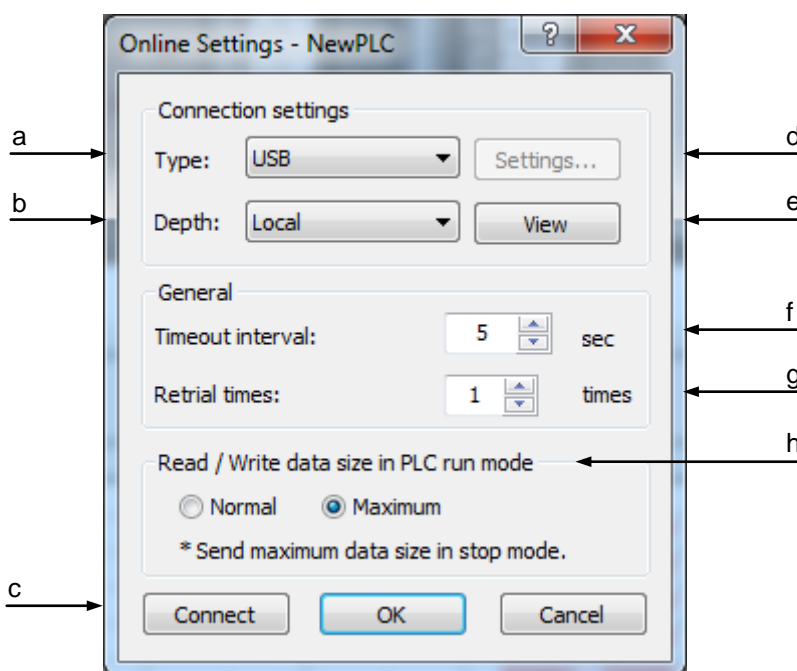 Online Settings - NewPLC
?
X
Connection settings
a
Type: USB Settings...
d
b
Depth: Local View
e
General
Timeout interval: 5 sec
f
Retrial times: 1 times
g
Read / Write data size in PLC run mode
h
Normal Maximum
* Send maximum data size in stop mode.
c
Connect OK Cancel